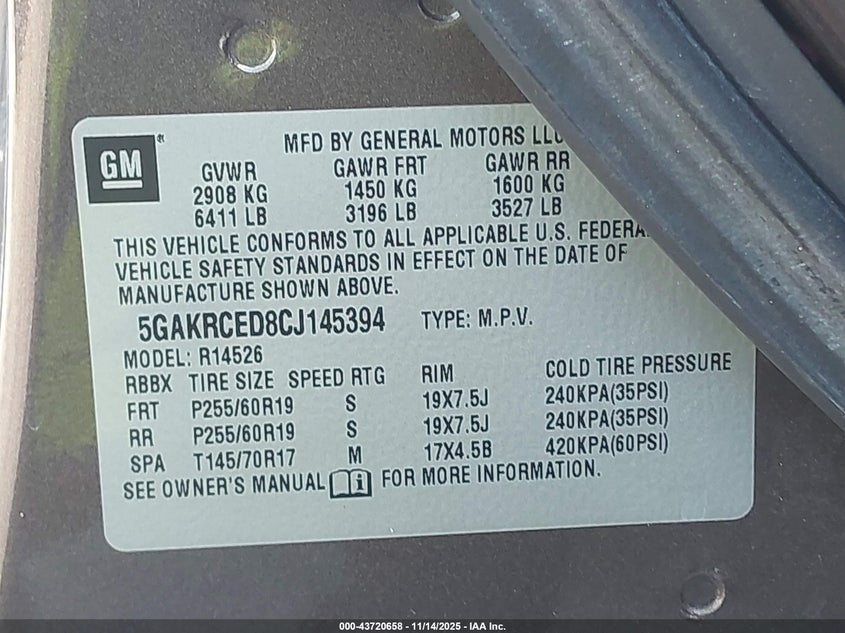 GM ®
MFD BY GENERAL MOTORS LLC
GVWR GAWR FRT GAWR RR
2908 KG 1450 KG 1600 KG
6411 LB 3196 LB 3527 LB
THIS VEHICLE CONFORMS TO ALL APPLICABLE U.S. FEDERA
VEHICLE SAFETY STANDARDS IN EFFECT ON THE DATE OF
MANUFACTURE SHOWN ABOVE.
5GAKRCED8CJ145394 TYPE: M.P.V.
MODEL: R14526
RBBX TIRE SIZE SPEED RTG RIM COLD TIRE PRESSURE
FRT P255/60R19 S 19X7.5J 240KPA(35PSI)
RR P255/60R19 S 19X7.5J 240KPA(35PSI)
SPA T145/70R17 M 17X4.5B 420KPA(60PSI)
SEE OWNER'S MANUAL i FOR MORE INFORMATION.
000-43720658 - 11/14/2025 - IAA Inc.